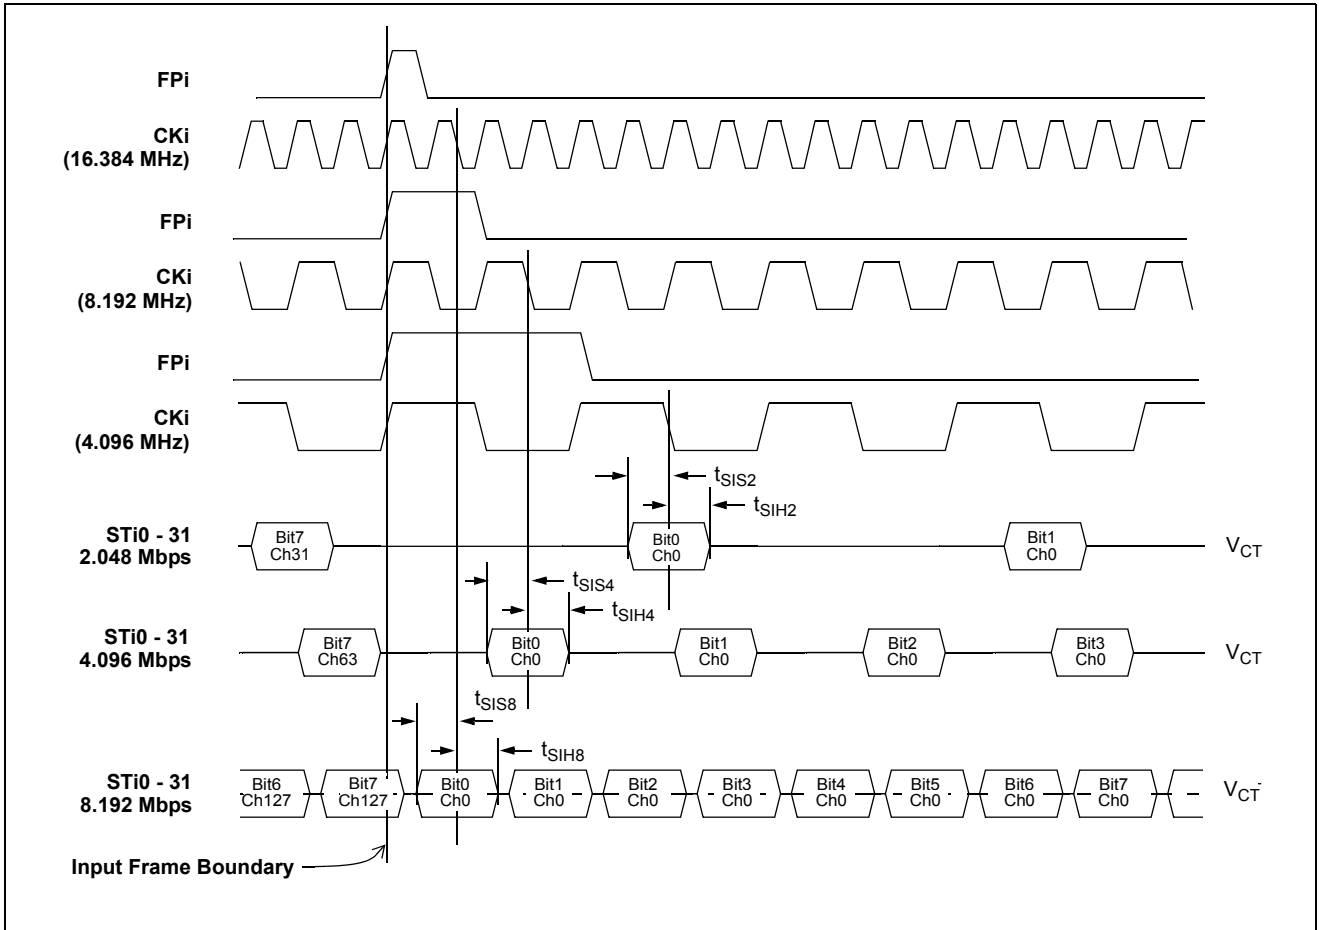 FPi
CKi
(16.384 MHz)
FPi
CKi
(8.192 MHz)
FPi
CKi
(4.096 MHz)
tSIS2
tSIH2
STi0 - 31
2.048 Mbps
Bit7
Ch31
Bit0
Ch0
Bit1
Ch0
VCT
tSIS4
tSIH4
STi0 - 31
4.096 Mbps
Bit7
Ch63
Bit0
Ch0
Bit1
Ch0
Bit2
Ch0
Bit3
Ch0
VCT
tSIS8
tSIH8
STi0 - 31
8.192 Mbps
Bit6
Ch127
Bit7
Ch127
Bit0
Ch0
Bit1
Ch0
Bit2
Ch0
Bit3
Ch0
Bit4
Ch0
Bit5
Ch0
Bit6
Ch0
Bit7
Ch0
VCT
Input Frame Boundary